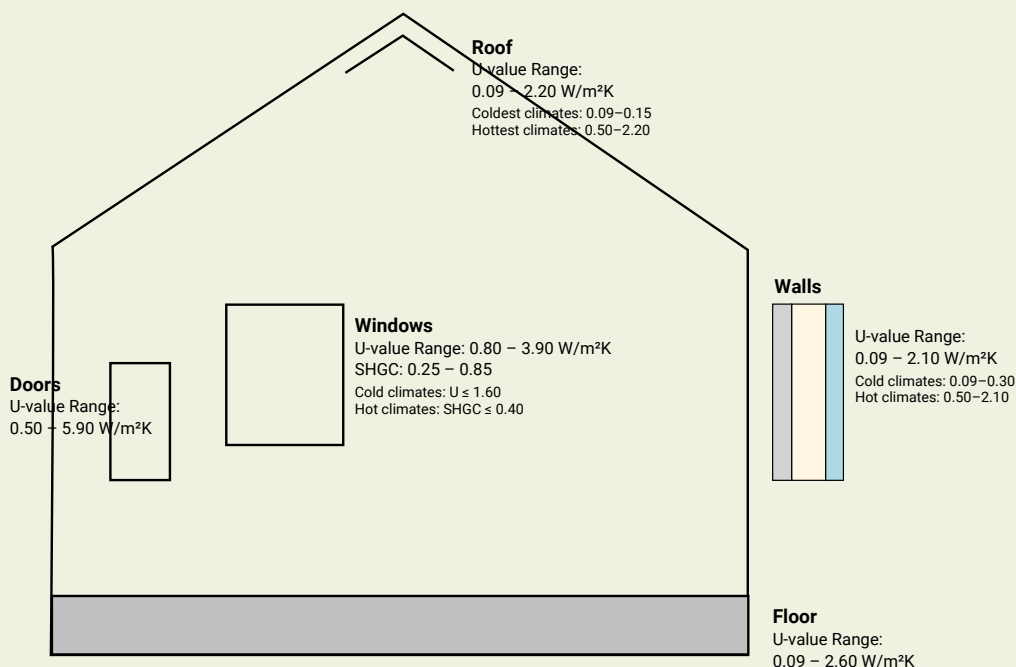 Roof
U-value Range:
0.09 – 2.20 W/m²K
Coldest climates: 0.09–0.15
Hottest climates: 0.50–2.20
Walls
U-value Range:
0.09 – 2.10 W/m²K
Cold climates: 0.09–0.30
Hot climates: 0.50–2.10
Windows
U-value Range: 0.80 – 3.90 W/m²K
SHGC: 0.25 – 0.85
Cold climates: U ≤ 1.60
Hot climates: SHGC ≤ 0.40
Doors
U-value Range:
0.50 – 5.90 W/m²K
Floor
U-value Range:
0.09 – 2.60 W/m²K